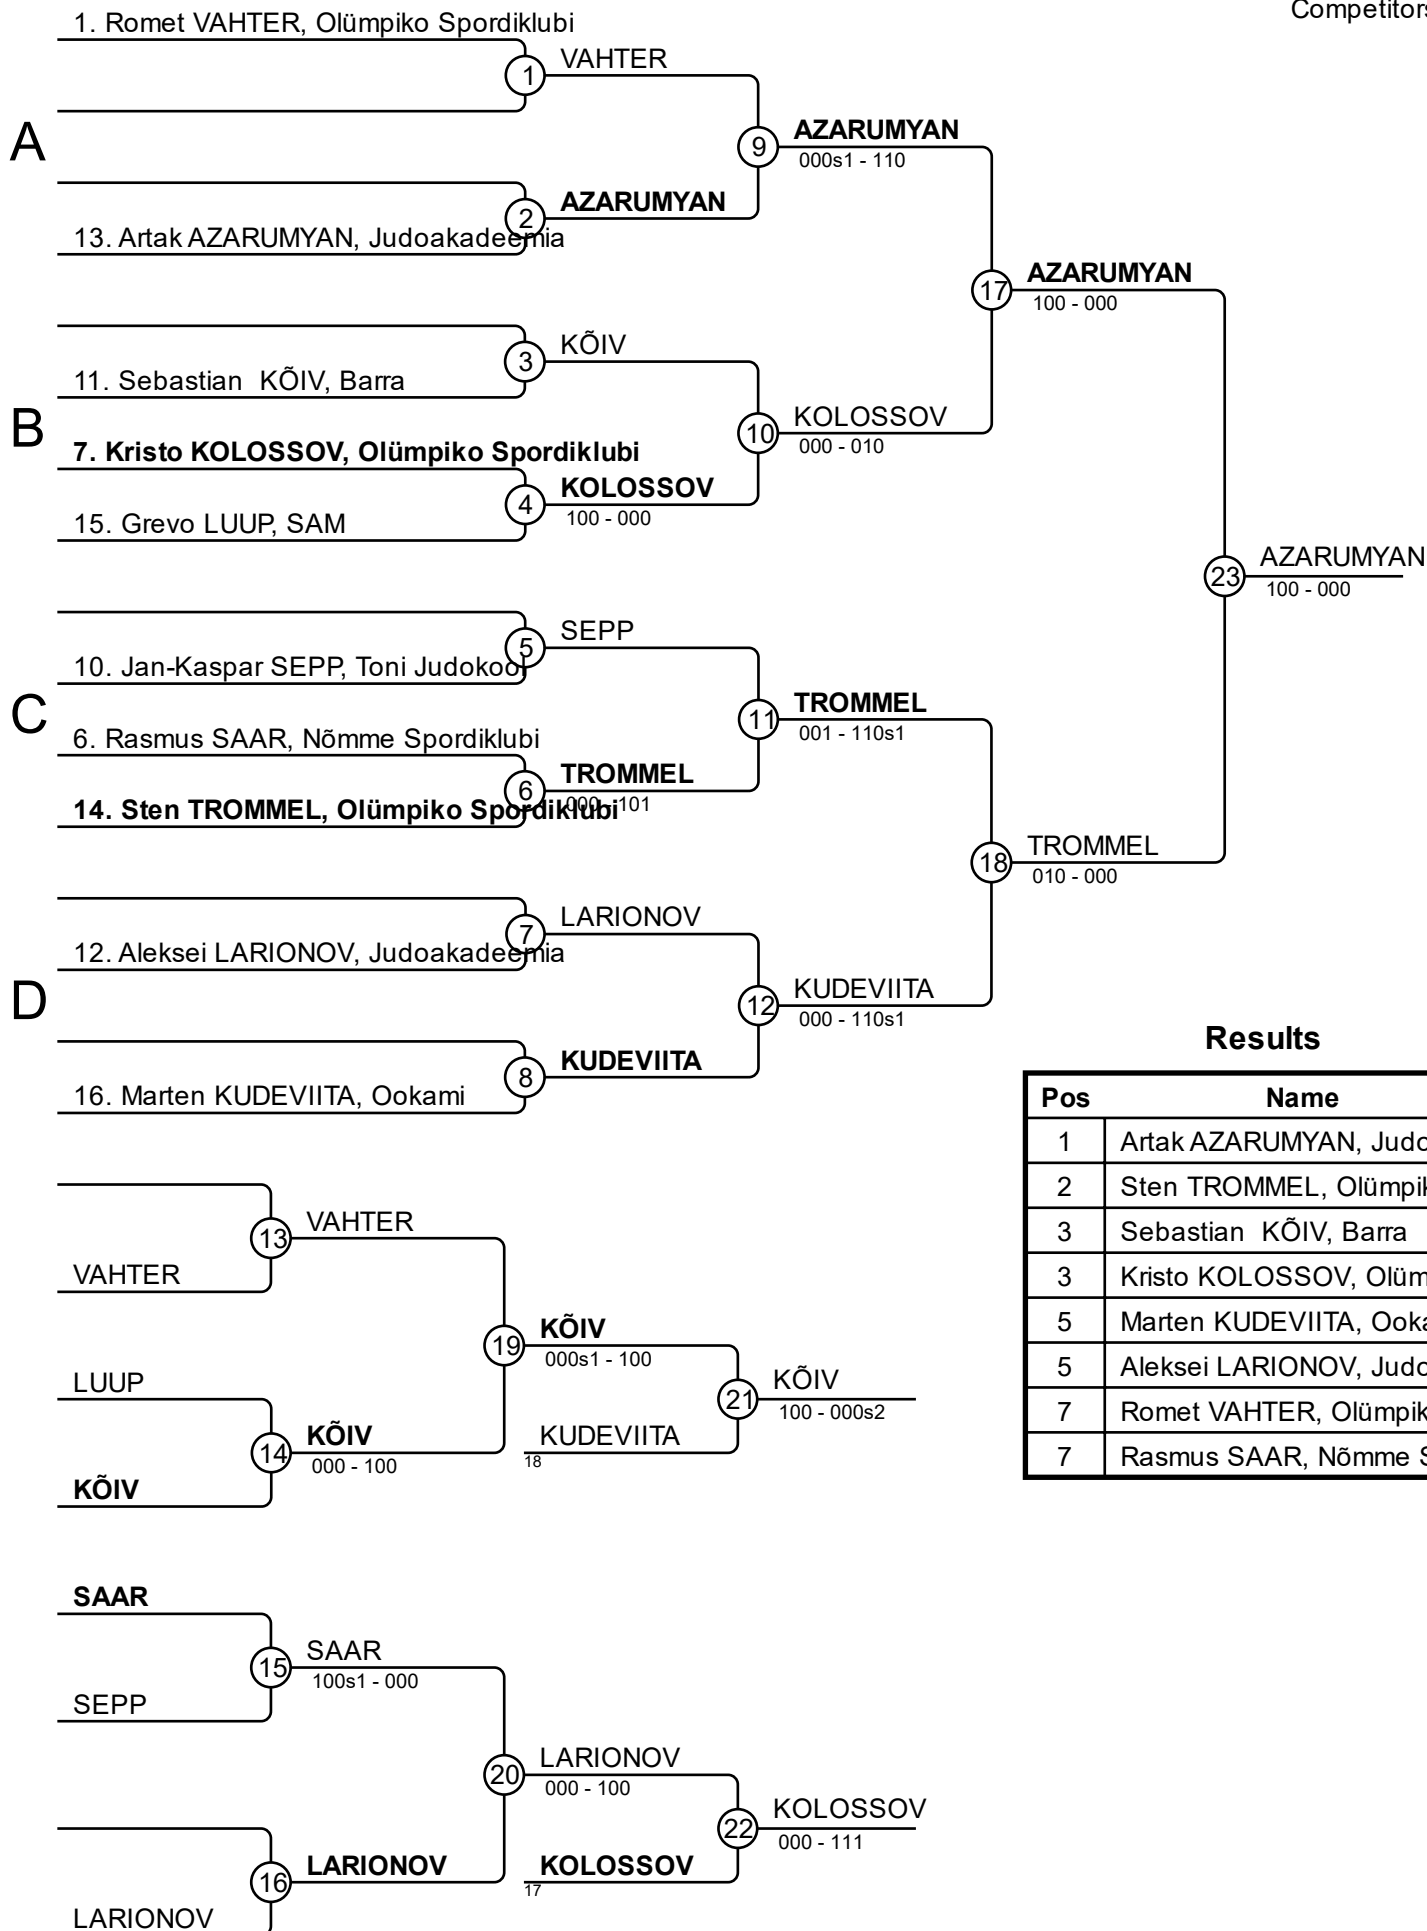 Competitors
1. Romet VAHTER, Olümpiko Spordiklubi
1
VAHTER
A
9
AZARUMYAN
000s1 - 110
2
AZARUMYAN
13. Artak AZARUMYAN, Judoakadeemia
17
AZARUMYAN
100 - 000
3
KÕIV
11. Sebastian  KÕIV, Barra
B
10
KOLOSSOV
000 - 010
7. Kristo KOLOSSOV, Olümpiko Spordiklubi
4
KOLOSSOV
100 - 000
15. Grevo LUUP, SAM
23
AZARUMYAN
100 - 000
5
SEPP
10. Jan-Kaspar SEPP, Toni Judokool
C
11
TROMMEL
001 - 110s1
6. Rasmus SAAR, Nõmme Spordiklubi
6
TROMMEL
000 - 101
14. Sten TROMMEL, Olümpiko Spordiklubi
18
TROMMEL
010 - 000
7
LARIONOV
12. Aleksei LARIONOV, Judoakadeemia
D
12
KUDEVIITA
000 - 110s1
8
KUDEVIITA
16. Marten KUDEVIITA, Ookami
Results
Pos Name
1 Artak AZARUMYAN, Judo
2 Sten TROMMEL, Olümpik
3 Sebastian  KÕIV, Barra
3 Kristo KOLOSSOV, Olüm
5 Marten KUDEVIITA, Ooka
5 Aleksei LARIONOV, Judo
7 Romet VAHTER, Olümpik
7 Rasmus SAAR, Nõmme S
13
VAHTER
VAHTER
19
KÕIV
000s1 - 100
LUUP
14
KÕIV
000 - 100
KÕIV
21
KÕIV
100 - 000s2
KUDEVIITA
18
SAAR
15
SAAR
100s1 - 000
SEPP
20
LARIONOV
000 - 100
22
KOLOSSOV
000 - 111
16
LARIONOV
KOLOSSOV
17
LARIONOV